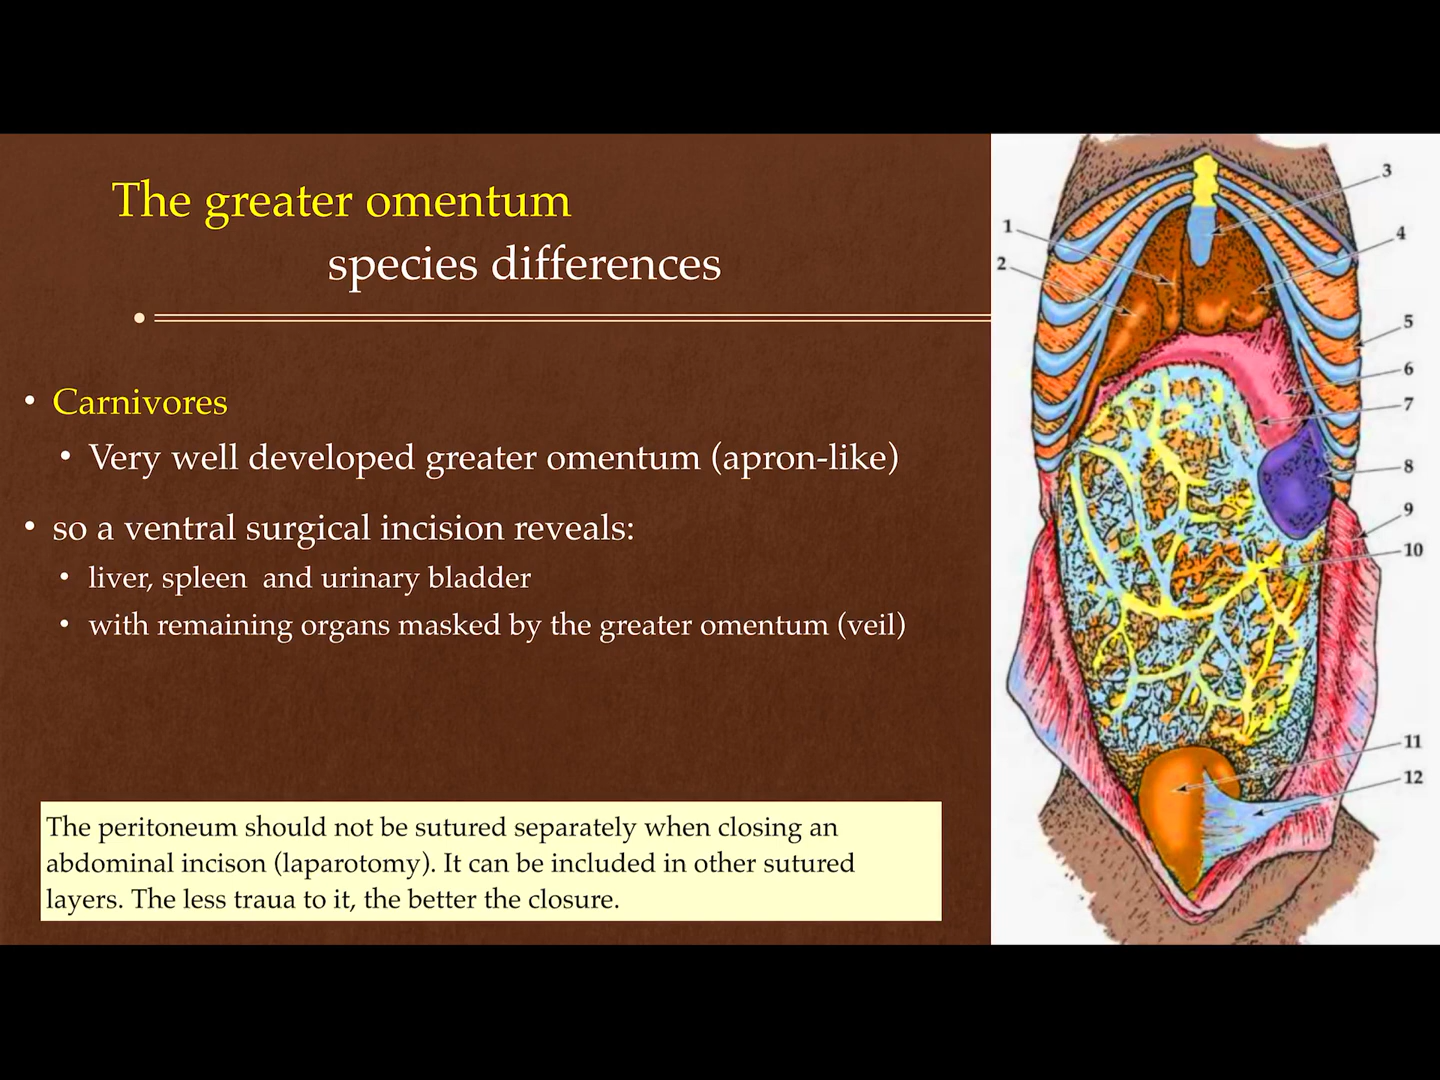 The greater omentum
species differences
• Carnivores
• Very well developed greater omentum (apron-like)
• so a ventral surgical incision reveals:
• liver, spleen and urinary bladder
• with remaining organs masked by the greater omentum (veil)
The peritoneum should not be sutured separately when closing an
abdominal incison (laparotomy). It can be included in other sutured
layers. The less traua to it, the better the closure.
1
2
3
4
5
6
7
8
9
10
11
12